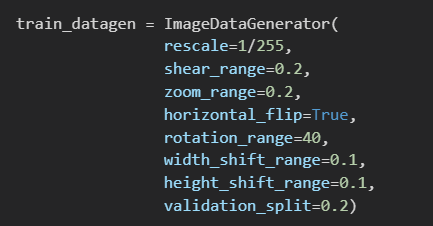 train_datagen = ImageDataGenerator(
rescale=1/255,
shear_range=0.2,
zoom_range=0.2,
horizontal_flip=True,
rotation_range=40,
width_shift_range=0.1,
height_shift_range=0.1,
validation_split=0.2)